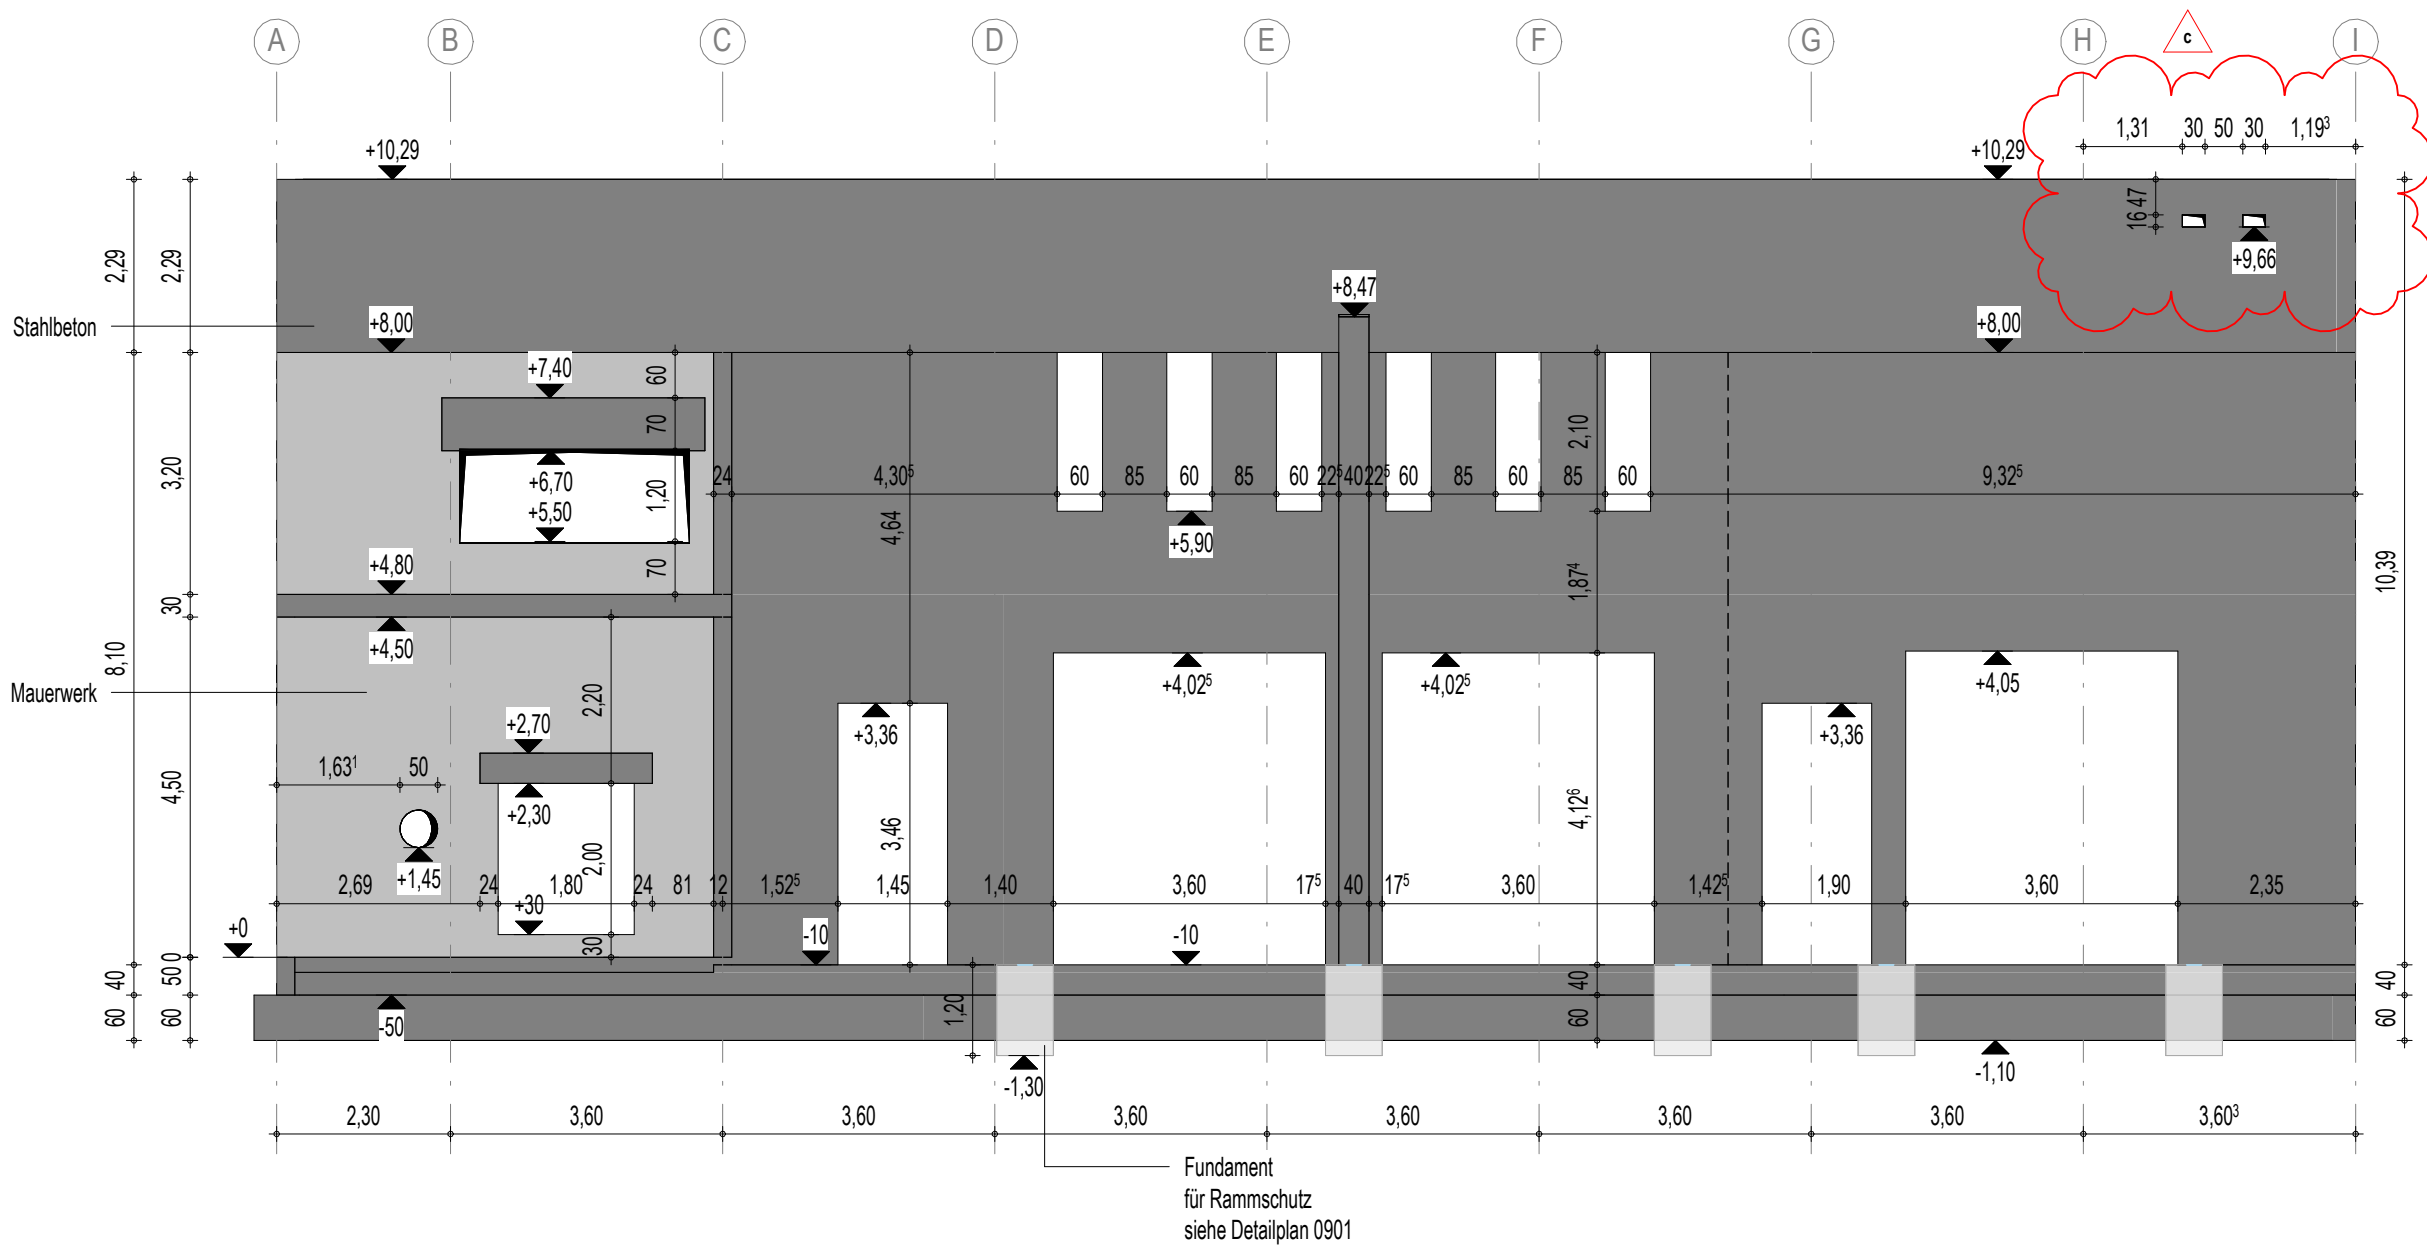 A B C D E F G H I
c
1,31 30 50 30 1,19³
+10,29 +10,29
16 47
+9,66
2,29 2,29
+8,47
Stahlbeton
+8,00 +8,00
+7,40 60
70
2,10
3,20
+6,70
+5,50
1,20
24 4,30⁵ 60 85 60 85 60 22⁵ 40 22⁵ 60 85 60 85 60 9,32⁵
4,64
+5,90
+4,80
70
1,87⁴
10,39
30
+4,50
8,10
+4,02⁵ +4,02⁵ +4,05
Mauerwerk
2,20
+2,70
+3,36 +3,36
1,63¹ 50
4,50
+2,30
4,12⁶
3,46
2,00
+1,45
2,69 24 1,80 24 81 12 1,52⁵ 1,45 1,40 3,60 17⁵ 40 17⁵ 3,60 1,42⁵ 1,90 3,60 2,35
+30
+0 30 -10 -10
40 50 0 40 40
60 60 -50 1,20 60 60
-1,30 -1,10
2,30 3,60 3,60 3,60 3,60 3,60 3,60 3,60³
Fundament
für Rammschutz
siehe Detailplan 0901